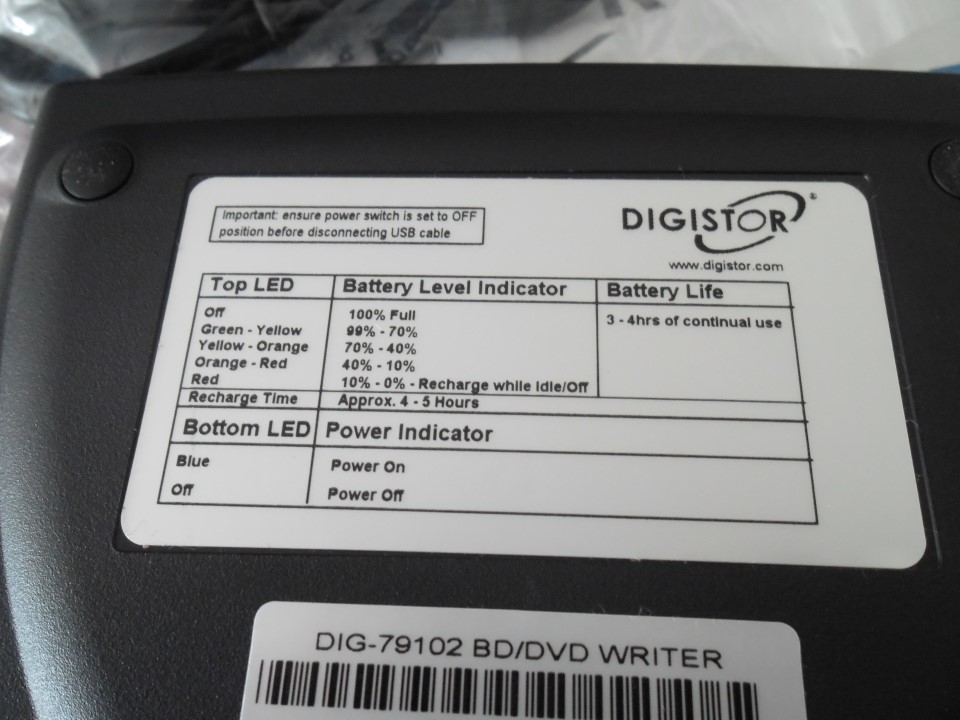 Important: ensure power switch is set to OFF
position before disconnecting USB cable
DIGISTOR®
www.digistor.com
Top LED Battery Level Indicator Battery Life
Off 100% Full 3 - 4hrs of continual use
Green - Yellow 99% - 70%
Yellow - Orange 70% - 40%
Orange - Red 40% - 10%
Red 10% - 0% - Recharge while Idle/Off
Recharge Time Approx. 4 - 5 Hours
Bottom LED Power Indicator
Blue Power On
Off Power Off
DIG-79102 BD/DVD WRITER